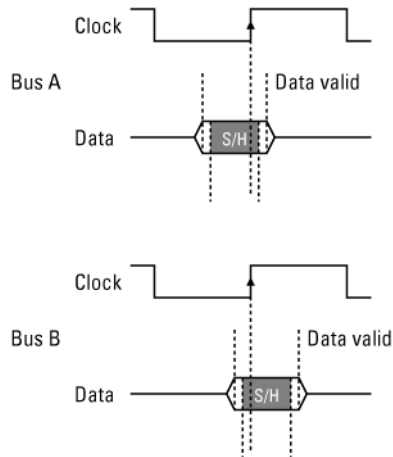 Clock
Bus A
Data valid
Data
S/H
Clock
Bus B
Data valid
Data
S/H